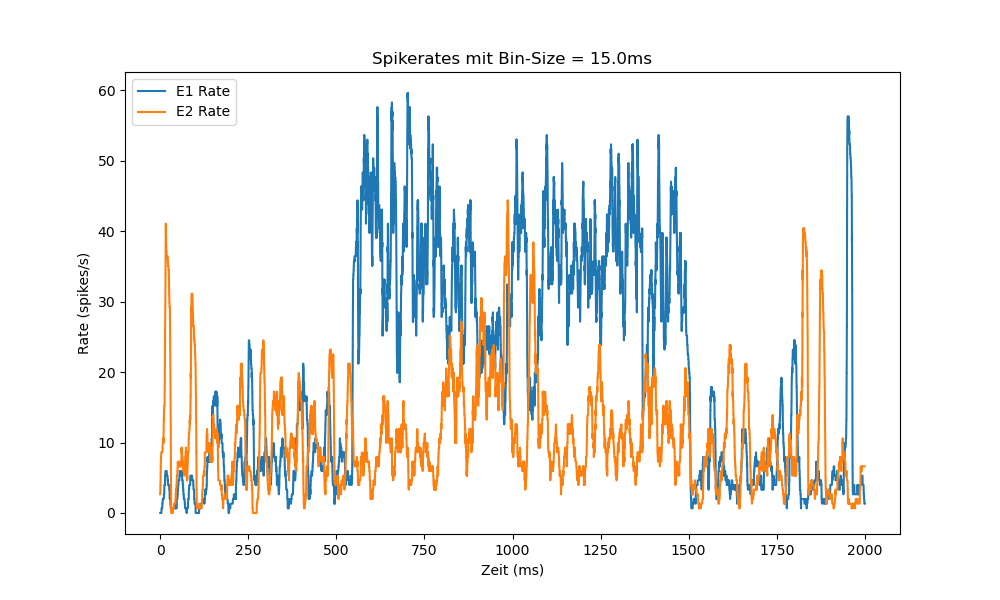 Spikerates mit Bin-Size = 15.0ms
E1 Rate
E2 Rate
60
50
40
30
20
10
0
Rate (spikes/s)
0 250 500 750 1000 1250 1500 1750 2000
Zeit (ms)